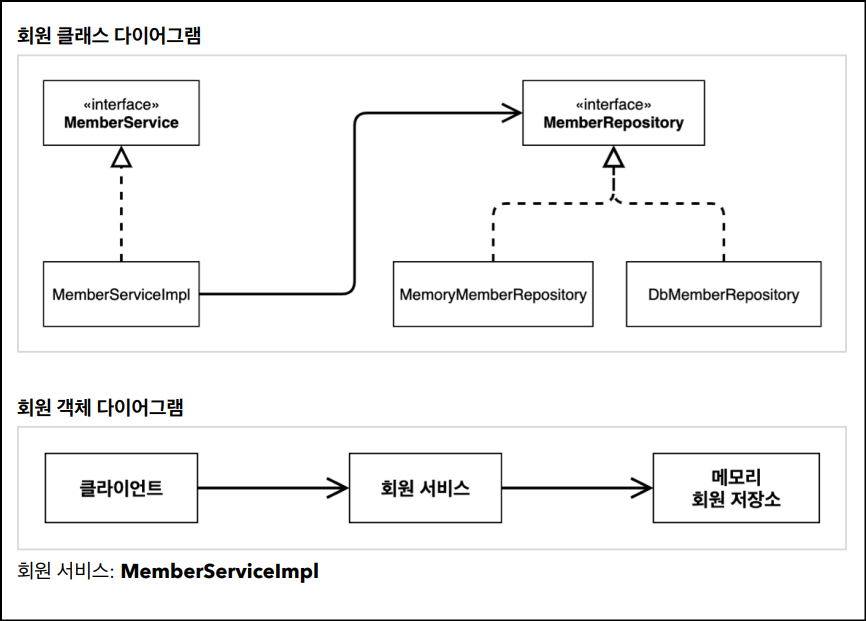 회원 클래스 다이어그램
«interface»
MemberService
«interface»
MemberRepository
MemberServiceImpl
MemoryMemberRepository
DbMemberRepository
회원 객체 다이어그램
클라이언트
회원 서비스
메모리
회원 저장소
회원 서비스: MemberServiceImpl